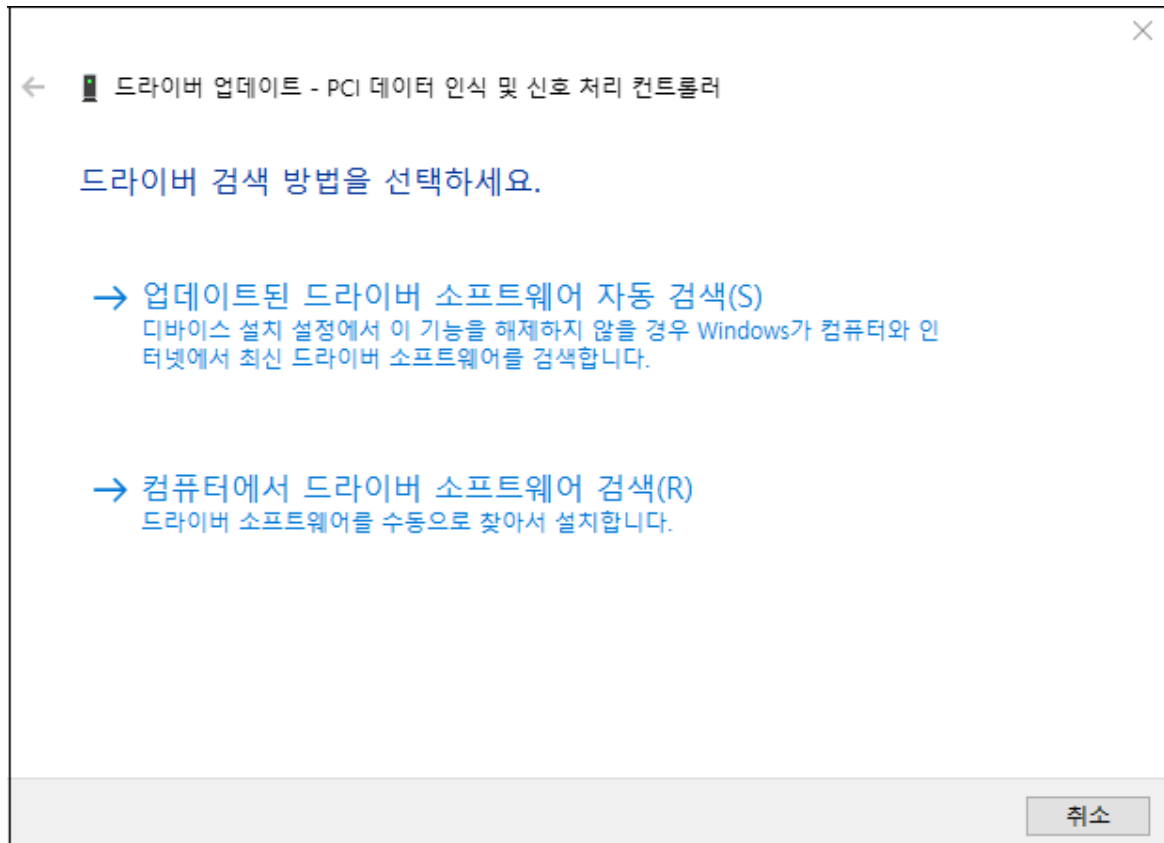 드라이버 업데이트 - PCI 데이터 인식 및 신호 처리 컨트롤러
드라이버 검색 방법을 선택하세요.
업데이트된 드라이버 소프트웨어 자동 검색(S)
디바이스 설치 설정에서 이 기능을 해제하지 않을 경우 Windows가 컴퓨터와 인
터넷에서 최신 드라이버 소프트웨어를 검색합니다.
컴퓨터에서 드라이버 소프트웨어 검색(R)
드라이버 소프트웨어를 수동으로 찾아서 설치합니다.
취소